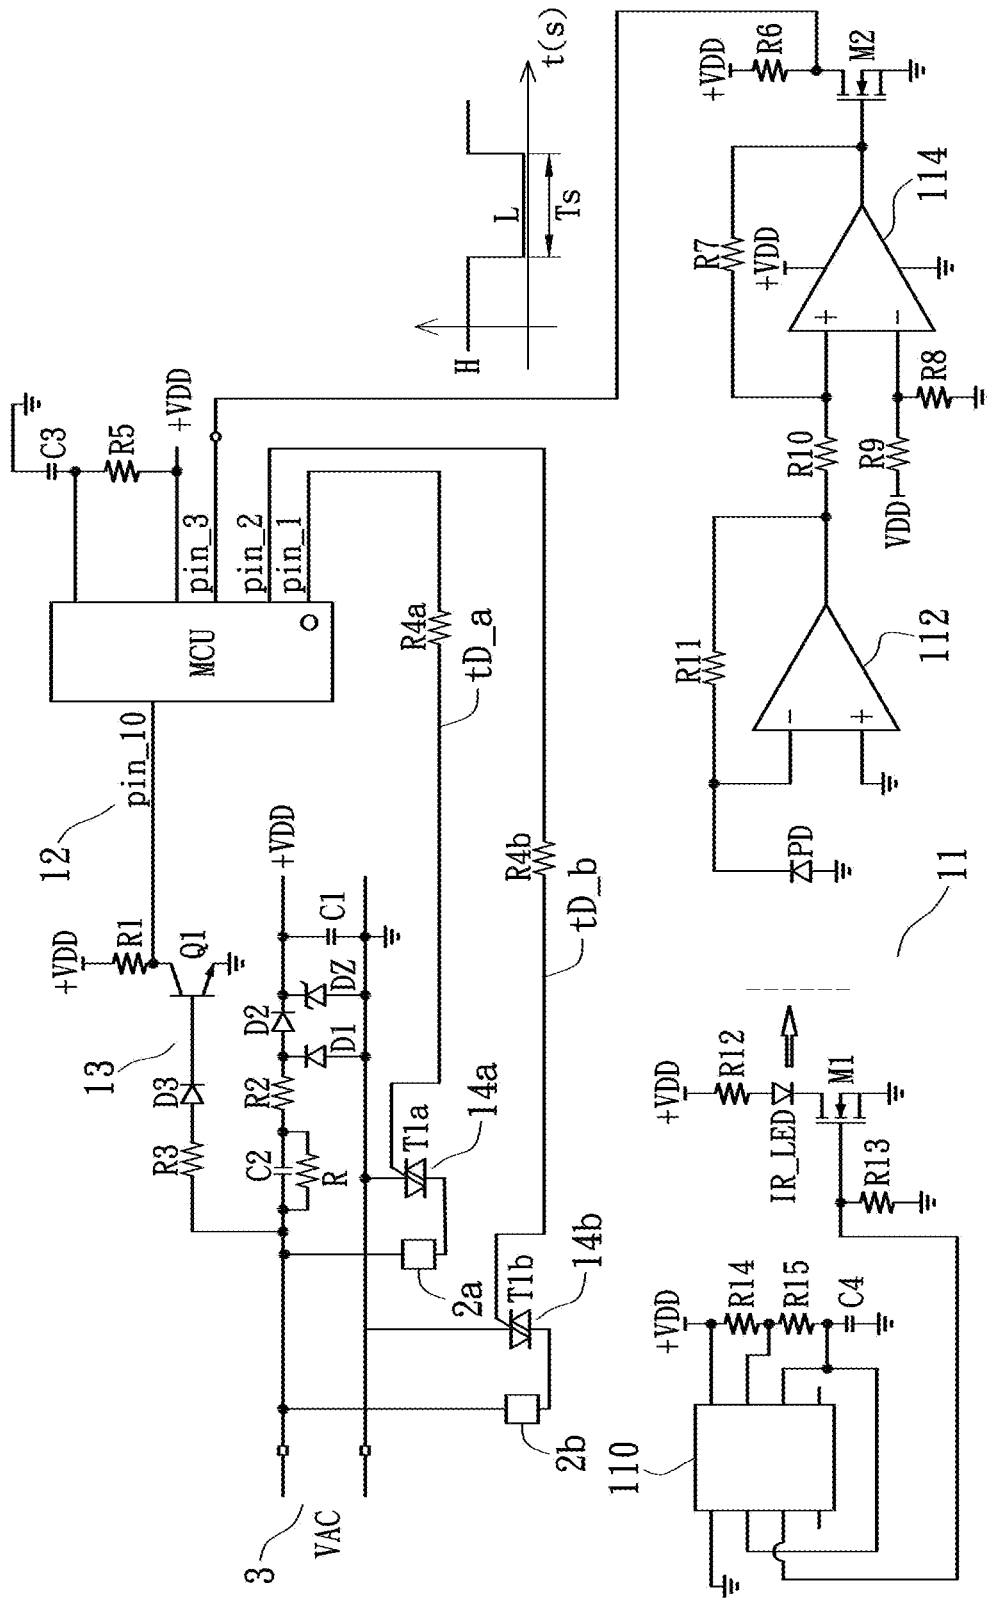 3
VAC
2b
14b
T1b
2a
14a
T1a
R3
D3
13
C2
R
R2
D1
D2
DZ
C1
+VDD
+VDD
R1
Q1
12
pin_10
MCU
pin_3
pin_2
pin_1
R5
C3
+VDD
R4a
tD_a
R4b
tD_b
H
L
Ts
t(s)
110
+VDD
R14
R15
C4
R13
IR_LED
M1
+VDD
R12
11
PD
R11
112
R10
R9
VDD
R8
R7
+VDD
114
+VDD
R6
M2